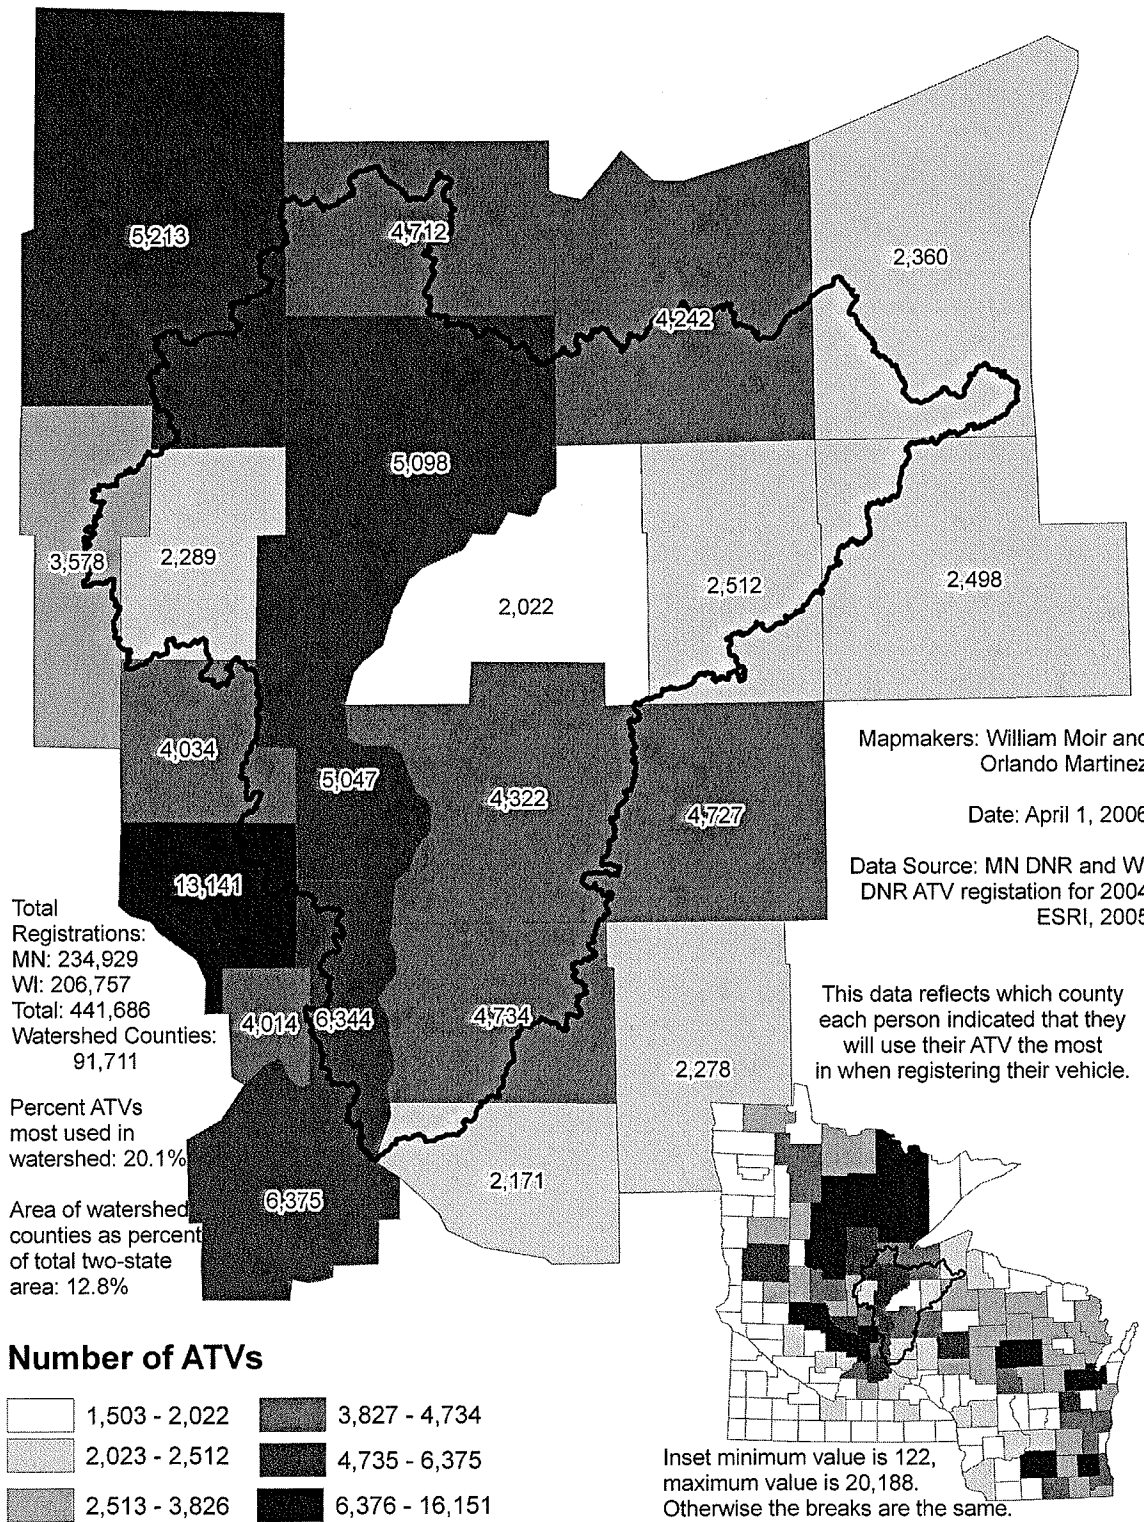 5,213
4,712
2,360
4,242
5,098
3,578
2,289
2,512
2,498
2,022
4,034
5,047
4,322
4,727
Mapmakers: William Moir and
Orlando Martinez
Date: April 1, 2006
Data Source: MN DNR and W
DNR ATV registation for 2004
ESRI, 2005
13,141
Total
Registrations:
MN: 234,929
WI: 206,757
Total: 441,686
Watershed Counties:
91,711
4,014
6,344
4,734
This data reflects which county
each person indicated that they
will use their ATV the most
in when registering their vehicle.
2,278
Percent ATVs
most used in
watershed: 20.1%
2,171
6,375
Area of watershed
counties as percent
of total two-state
area: 12.8%
Number of ATVs
1,503 - 2,022
2,023 - 2,512
2,513 - 3,826
3,827 - 4,734
4,735 - 6,375
6,376 - 16,151
Inset minimum value is 122,
maximum value is 20,188.
Otherwise the breaks are the same.